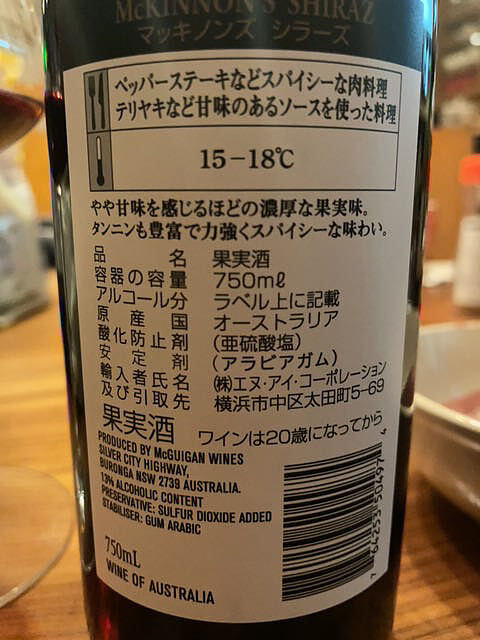 McKINNON'S SHIRAZ
マッキノンズ シラーズ
ペッパーステーキなどスパイシーな肉料理
テリヤキなど甘味のあるソースを使った料理
15-18℃
やや甘味を感じるほどの濃厚な果実味。
タンニンも豊富で力強くスパイシーな味わい。
品名 果実酒
容器の容量 750mℓ
アルコール分 ラベル上に記載
原産国 オーストラリア
酸化防止剤 (亜硫酸塩)
安定剤 (アラビアガム)
輸入者氏名 ㈱エヌ・アイ・コーポレーション
及び引取先 横浜市中区太田町5-69
果実酒 ワインは20歳になってから
PRODUCED BY McGUIGAN WINES
SILVER CITY HIGHWAY,
BURONGA NSW 2739 AUSTRALIA.
13% ALCOHOLIC CONTENT
PRESERVATIVE: SULFUR DIOXIDE ADDED
STABILISER: GUM ARABIC
750mL
WINE OF AUSTRALIA